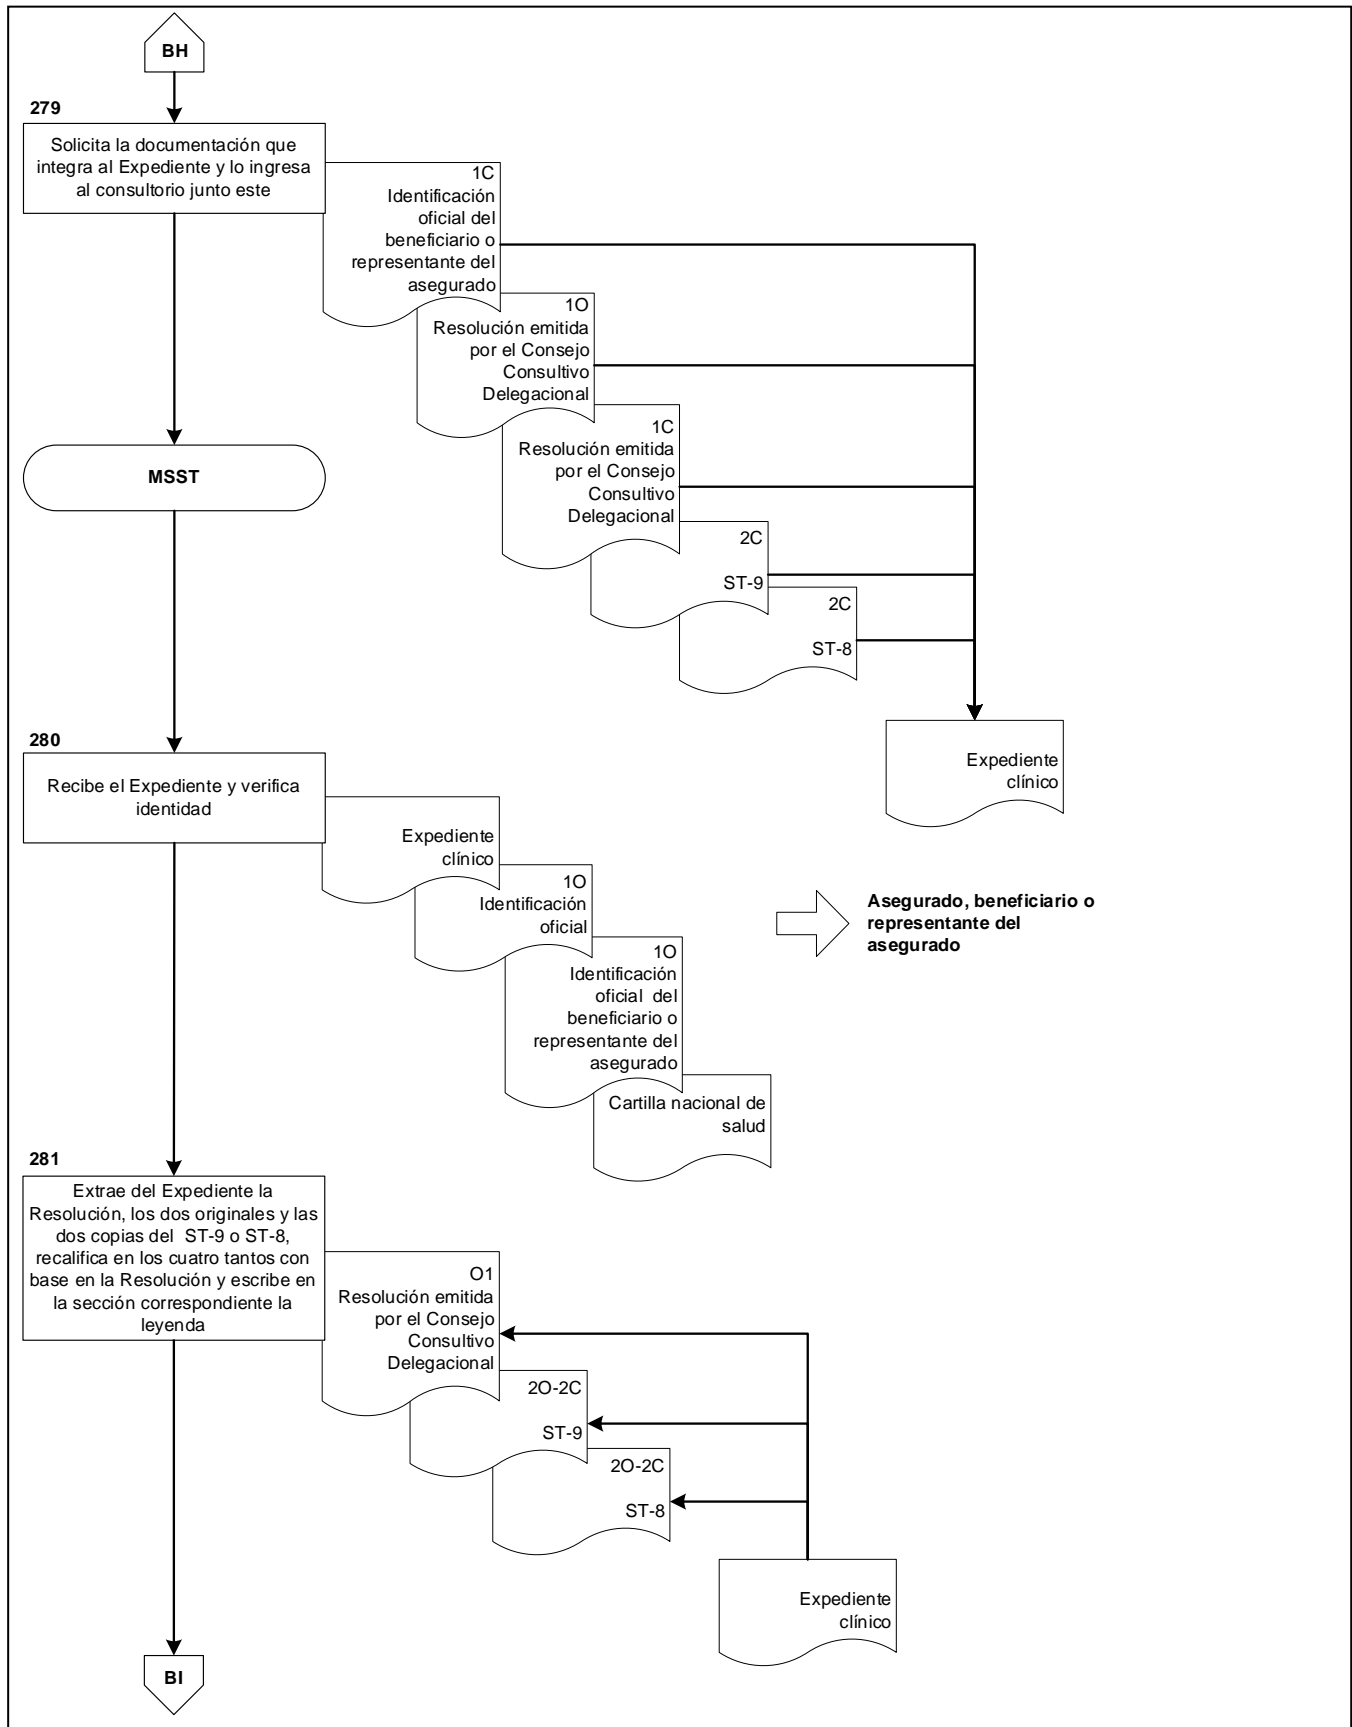 BH
279
Solicita la documentación que
integra al Expediente y lo ingresa
al consultorio junto este
1C
Identificación
oficial del
beneficiario o
representante del
asegurado
1O
Resolución emitida
por el Consejo
Consultivo
Delegacional
1C
Resolución emitida
por el Consejo
Consultivo
Delegacional
MSST
2C
ST-9
2C
ST-8
Expediente
clínico
280
Recibe el Expediente y verifica
identidad
Expediente
clínico
1O
Identificación
oficial
1O
Identificación
oficial del
beneficiario o
representante del
asegurado
Cartilla nacional de
salud
Asegurado, beneficiario o
representante del
asegurado
281
Extrae del Expediente la
Resolución, los dos originales y las
dos copias del ST-9 o ST-8,
recalifica en los cuatro tantos con
base en la Resolución y escribe en
la sección correspondiente la
leyenda
O1
Resolución emitida
por el Consejo
Consultivo
Delegacional
2O-2C
ST-9
2O-2C
ST-8
Expediente
clínico
BI